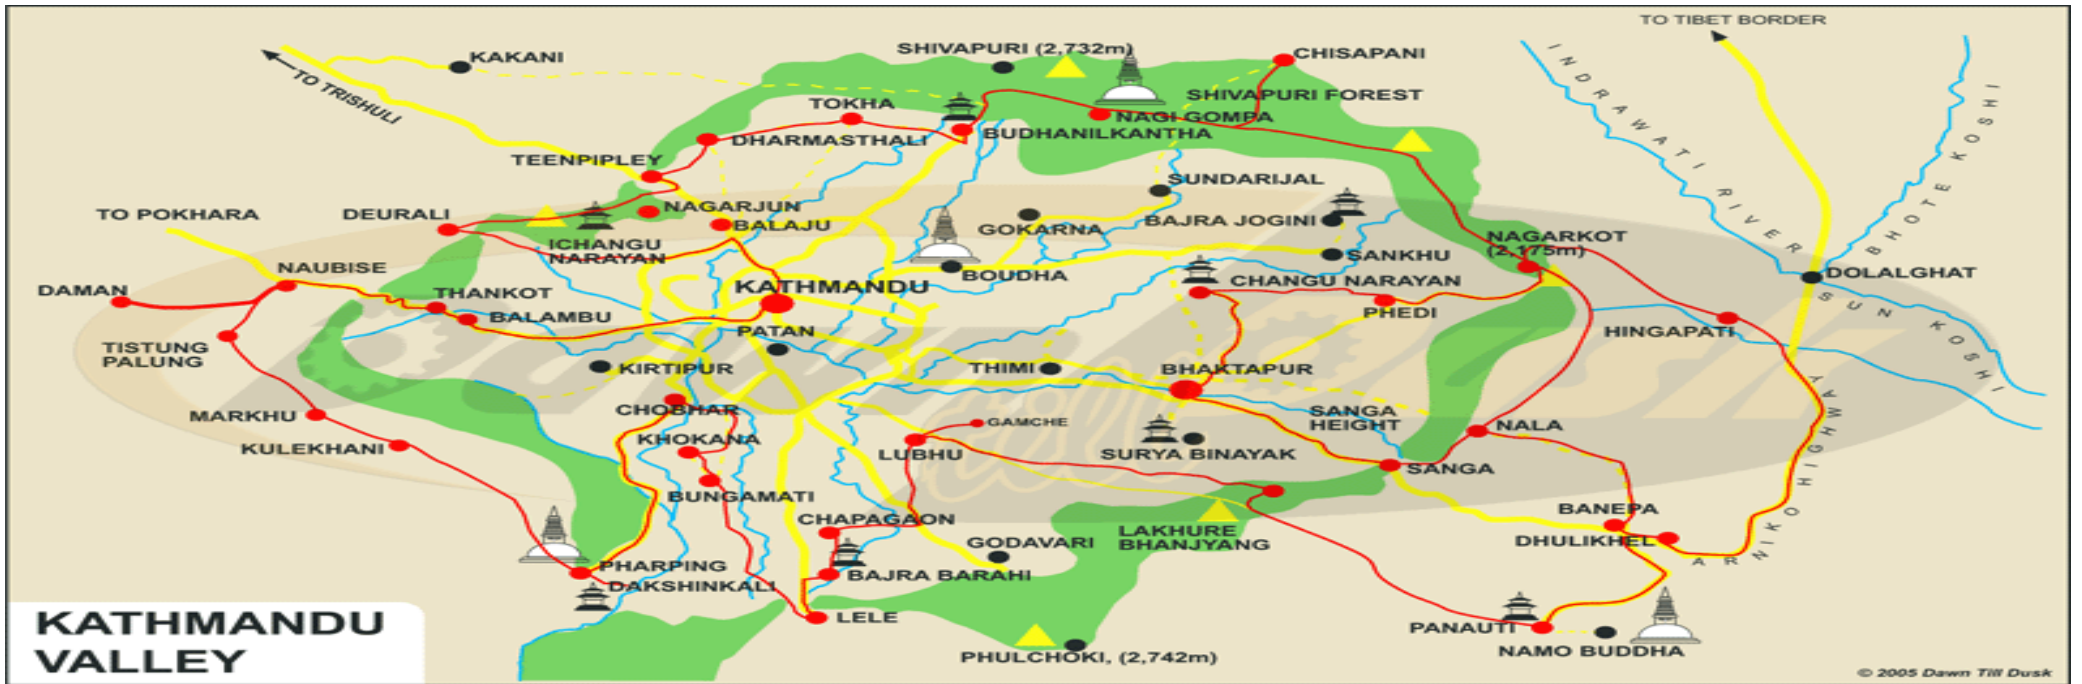 TO TIBET BORDER
SHIVAPURI (2,732m)
CHISAPANI
KAKANI
TO TRISHULI
INDRAWATI RIVER
BHOTE KOSHI
SHIVAPURI FOREST
TOKHA
NAGI GOMPA
BUDHANILKANTHA
DHARMASTHALI
TEENPIPLEY
SUNDARIJAL
TO POKHARA
DEURALI
NAGARJUN
BALAJU
GOKARNA
BAJRA JOGINI
ICHANGU
NARAYAN
NAGARKOT
(2,175m)
SANKHU
NAUBISE
BOUDHA
DOLALGHAT
DAMAN
THANKOT
KATHMANDU
CHANGU NARAYAN
BALAMBU
PHEDI
SUN KOSHI
PATAN
HINGAPATI
TISTUNG
PALUNG
KIRTIPUR
THIMI
BHAKTAPUR
MARKHU
CHOBHAR
GAMCHE
SANGA
HEIGHT
NALA
KULEKHANI
KHOKANA
LUBHU
SURYA BINAYAK
SANGA
BUNGAMATI
CHAPAGAON
BANEPA
LAKHURE
BHANJYANG
GODAVARI
DHULIKHEL
ARNIKO HIGHWAY
PHARPING
DAKSHINKALI
BAJRA BARAHI
LELE
PANAUTI
NAMO BUDDHA
PHULCHOKI, (2,742m)
KATHMANDU
VALLEY
© 2005 Dawn Till Dusk